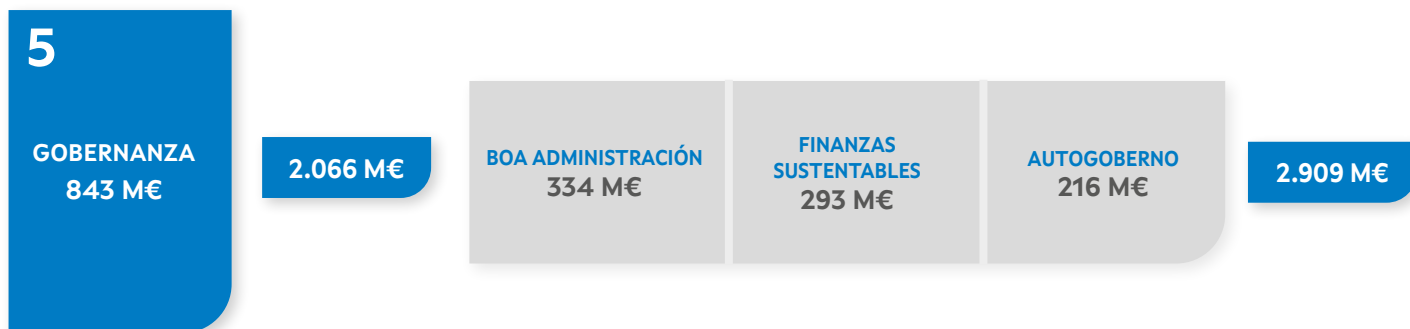 5
GOBERNANZA
843 M€
2.066 M€
BOA ADMINISTRACIÓN
334 M€
FINANZAS
SUSTENTABLES
293 M€
AUTOGOBERNO
216 M€
2.909 M€